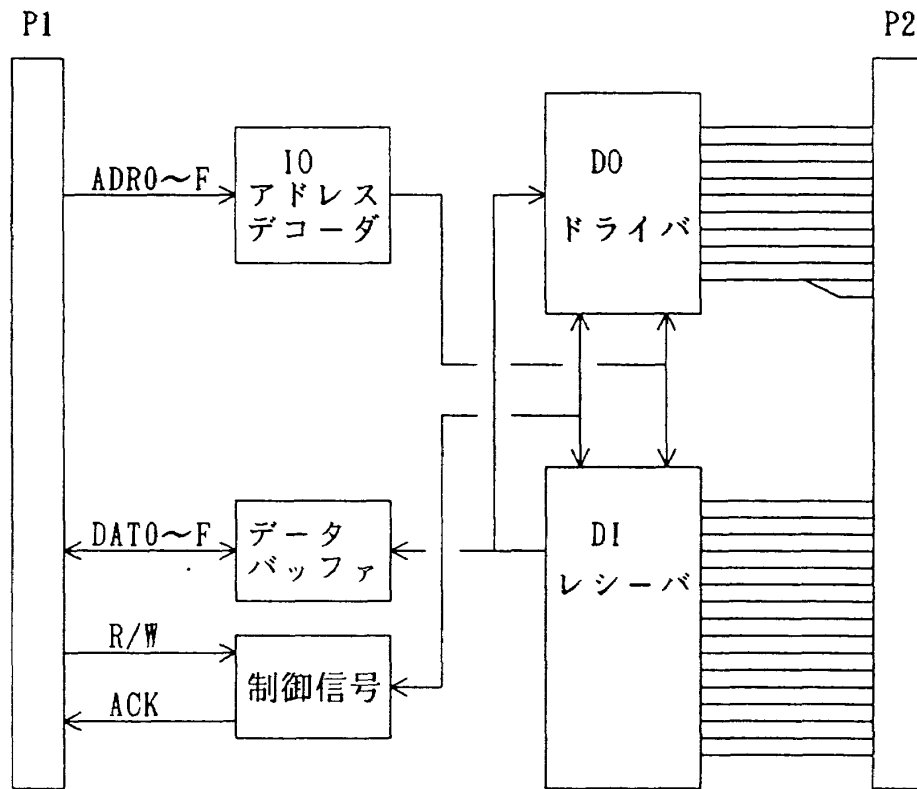 P1
P2
ADR0～F
IO
アドレス
デコーダ
DO
ドライバ
DAT0～F
データ
バッファ
DI
レシーバ
R/W
制御信号
ACK